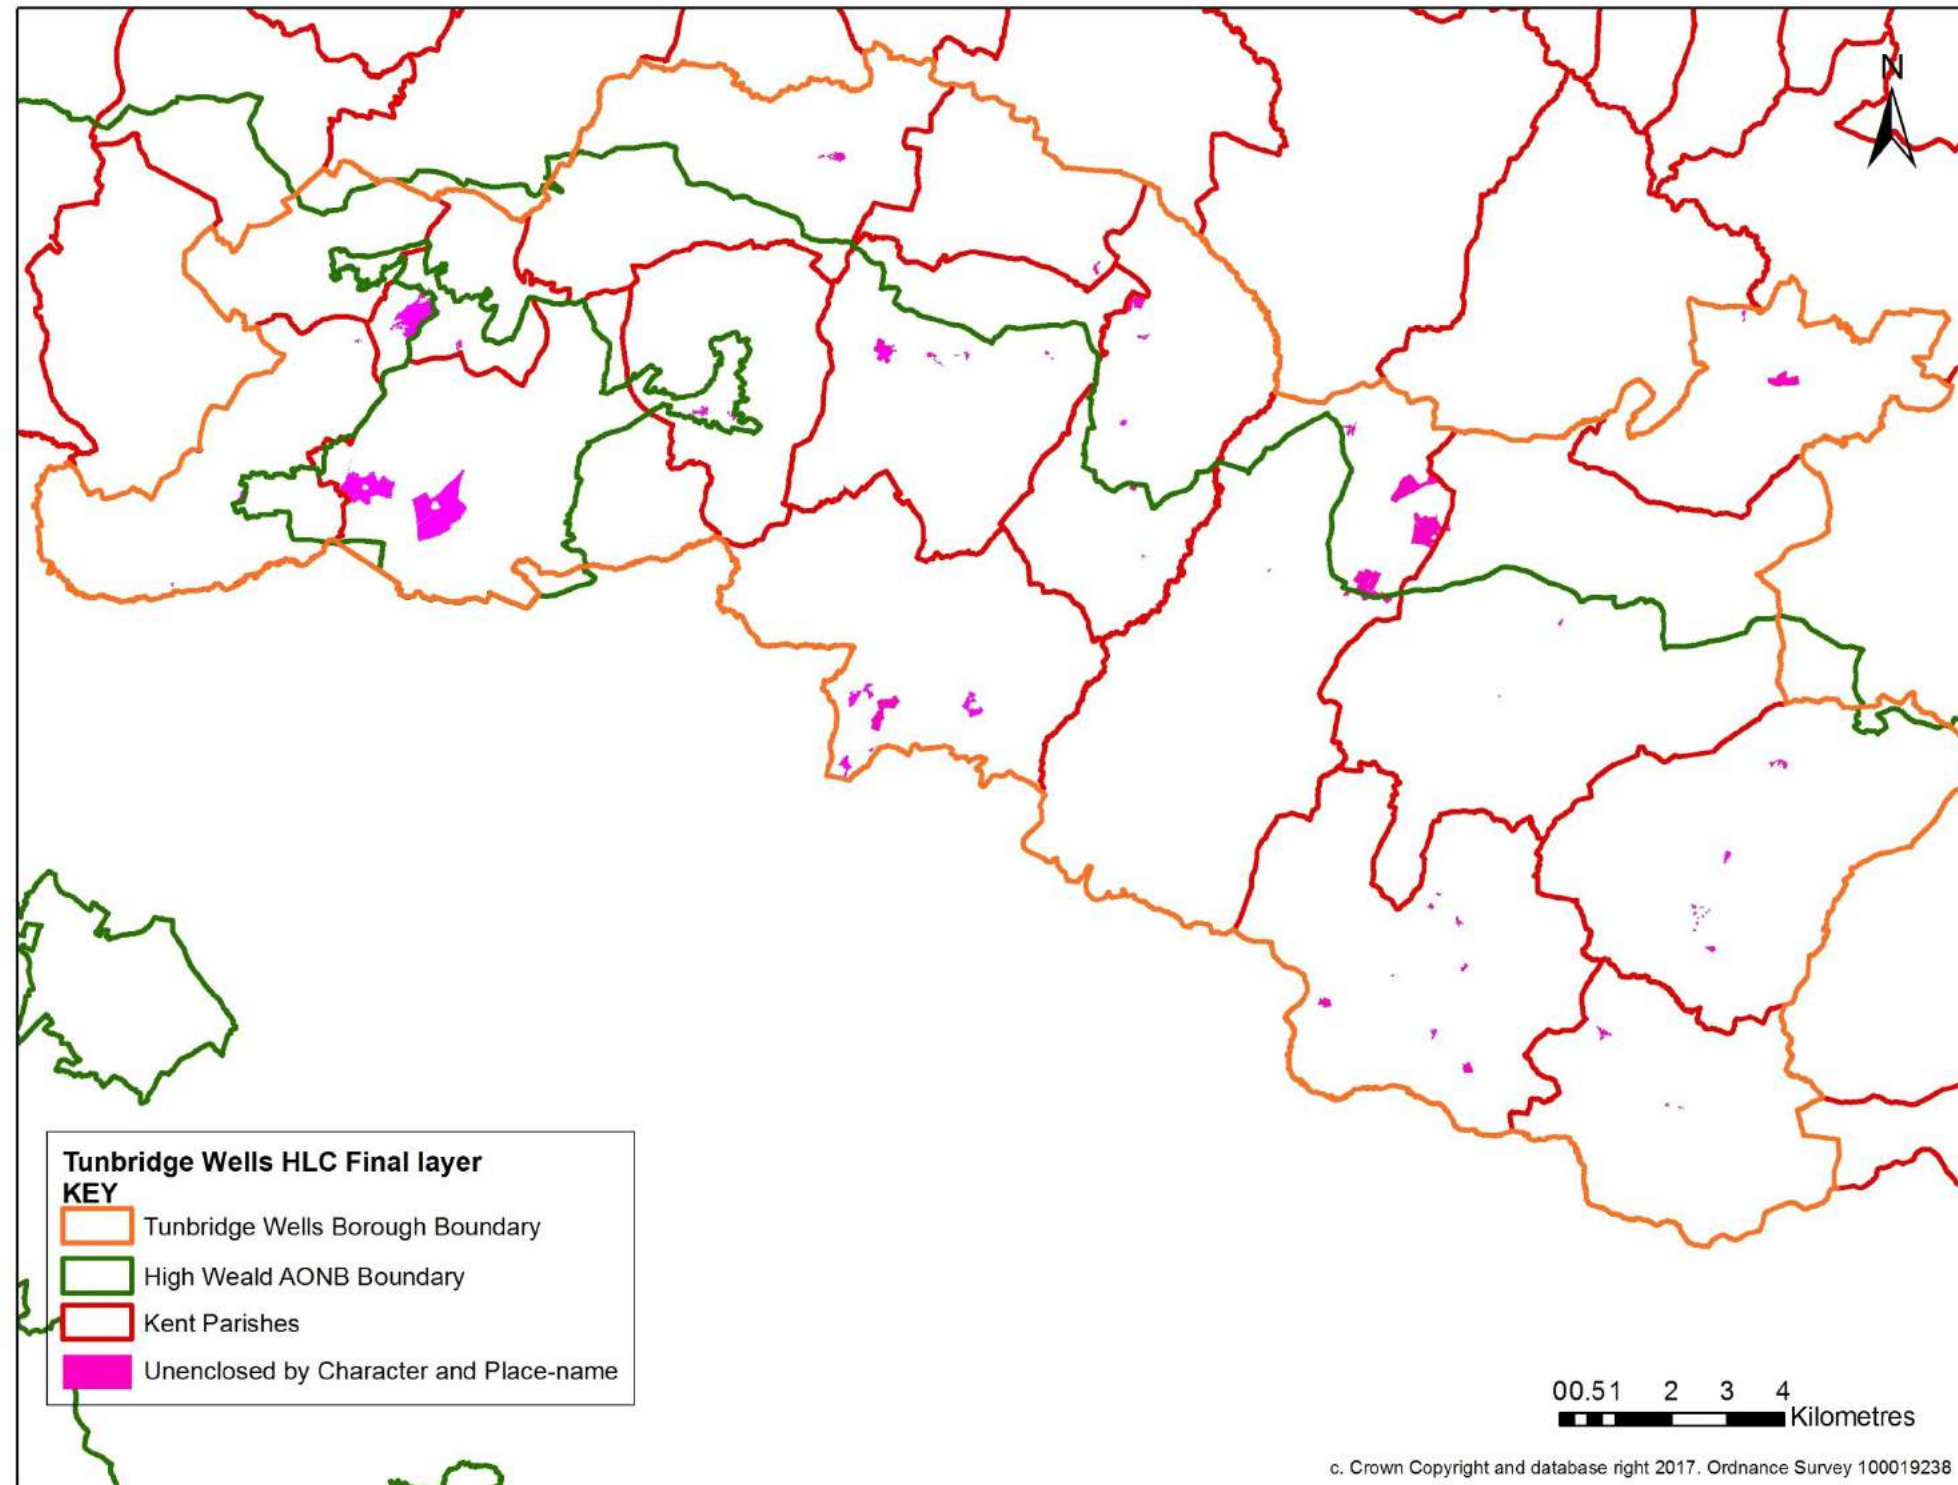 N
Tunbridge Wells HLC Final layer
KEY
Tunbridge Wells Borough Boundary
High Weald AONB Boundary
Kent Parishes
Unenclosed by Character and Place-name
00.51 2 3 4
Kilometres
c. Crown Copyright and database right 2017. Ordnance Survey 100019238